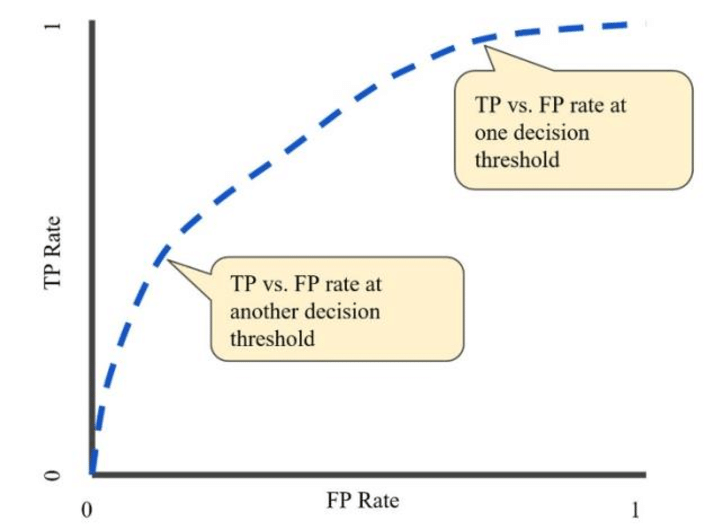 1
TP vs. FP rate at
one decision
threshold
TP Rate
TP vs. FP rate at
another decision
threshold
0
0
FP Rate
1